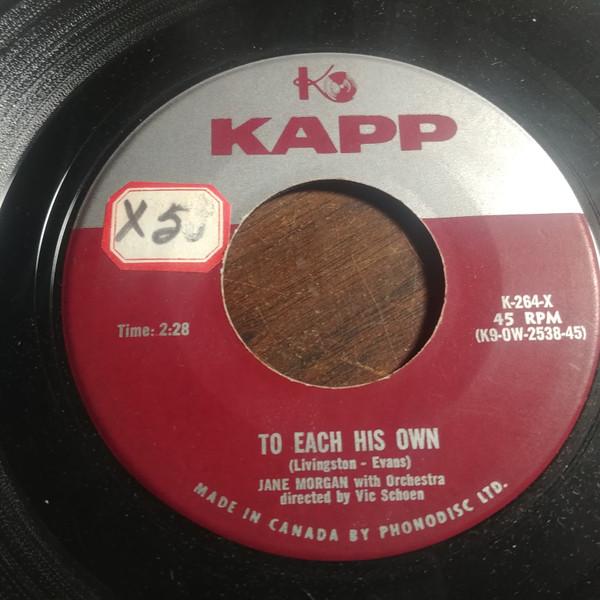 K
KAPP
X5
Time: 2:28
K-264-X
45 RPM
(K9-OW-2538-45)
TO EACH HIS OWN
(Livingston - Evans)
JANE MORGAN with Orchestra
directed by Vic Schoen
MADE IN CANADA BY PHONODISC LTD.